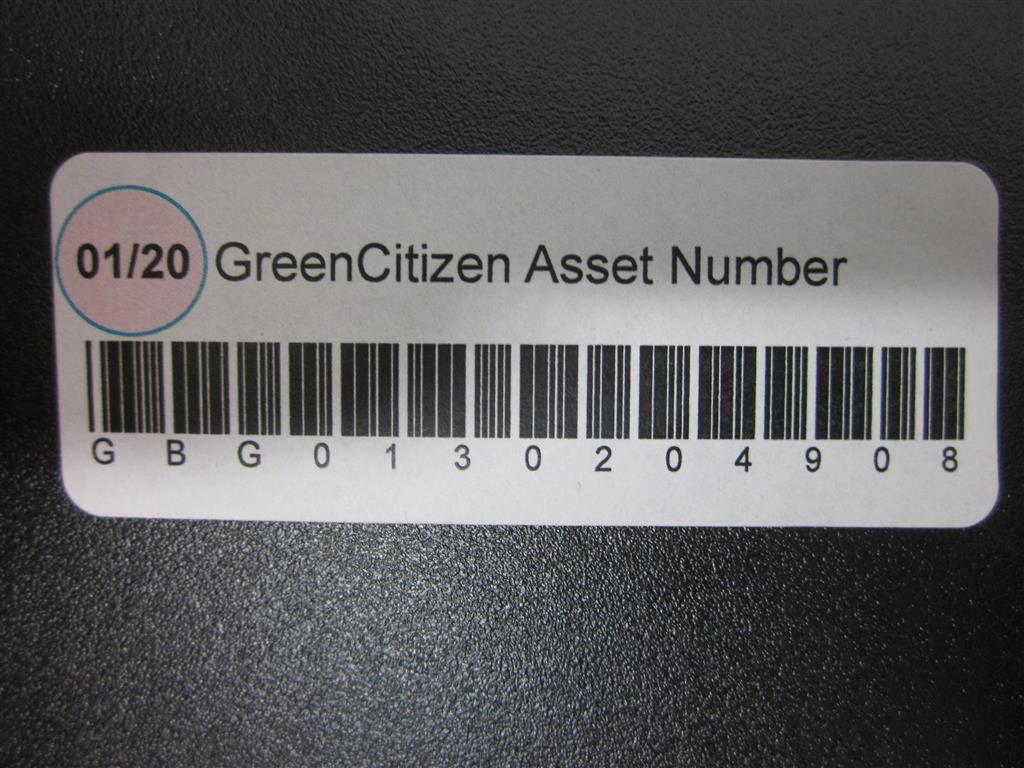 01/20 GreenCitizen Asset Number
G B G 0 1 3 0 2 0 4 9 0 8